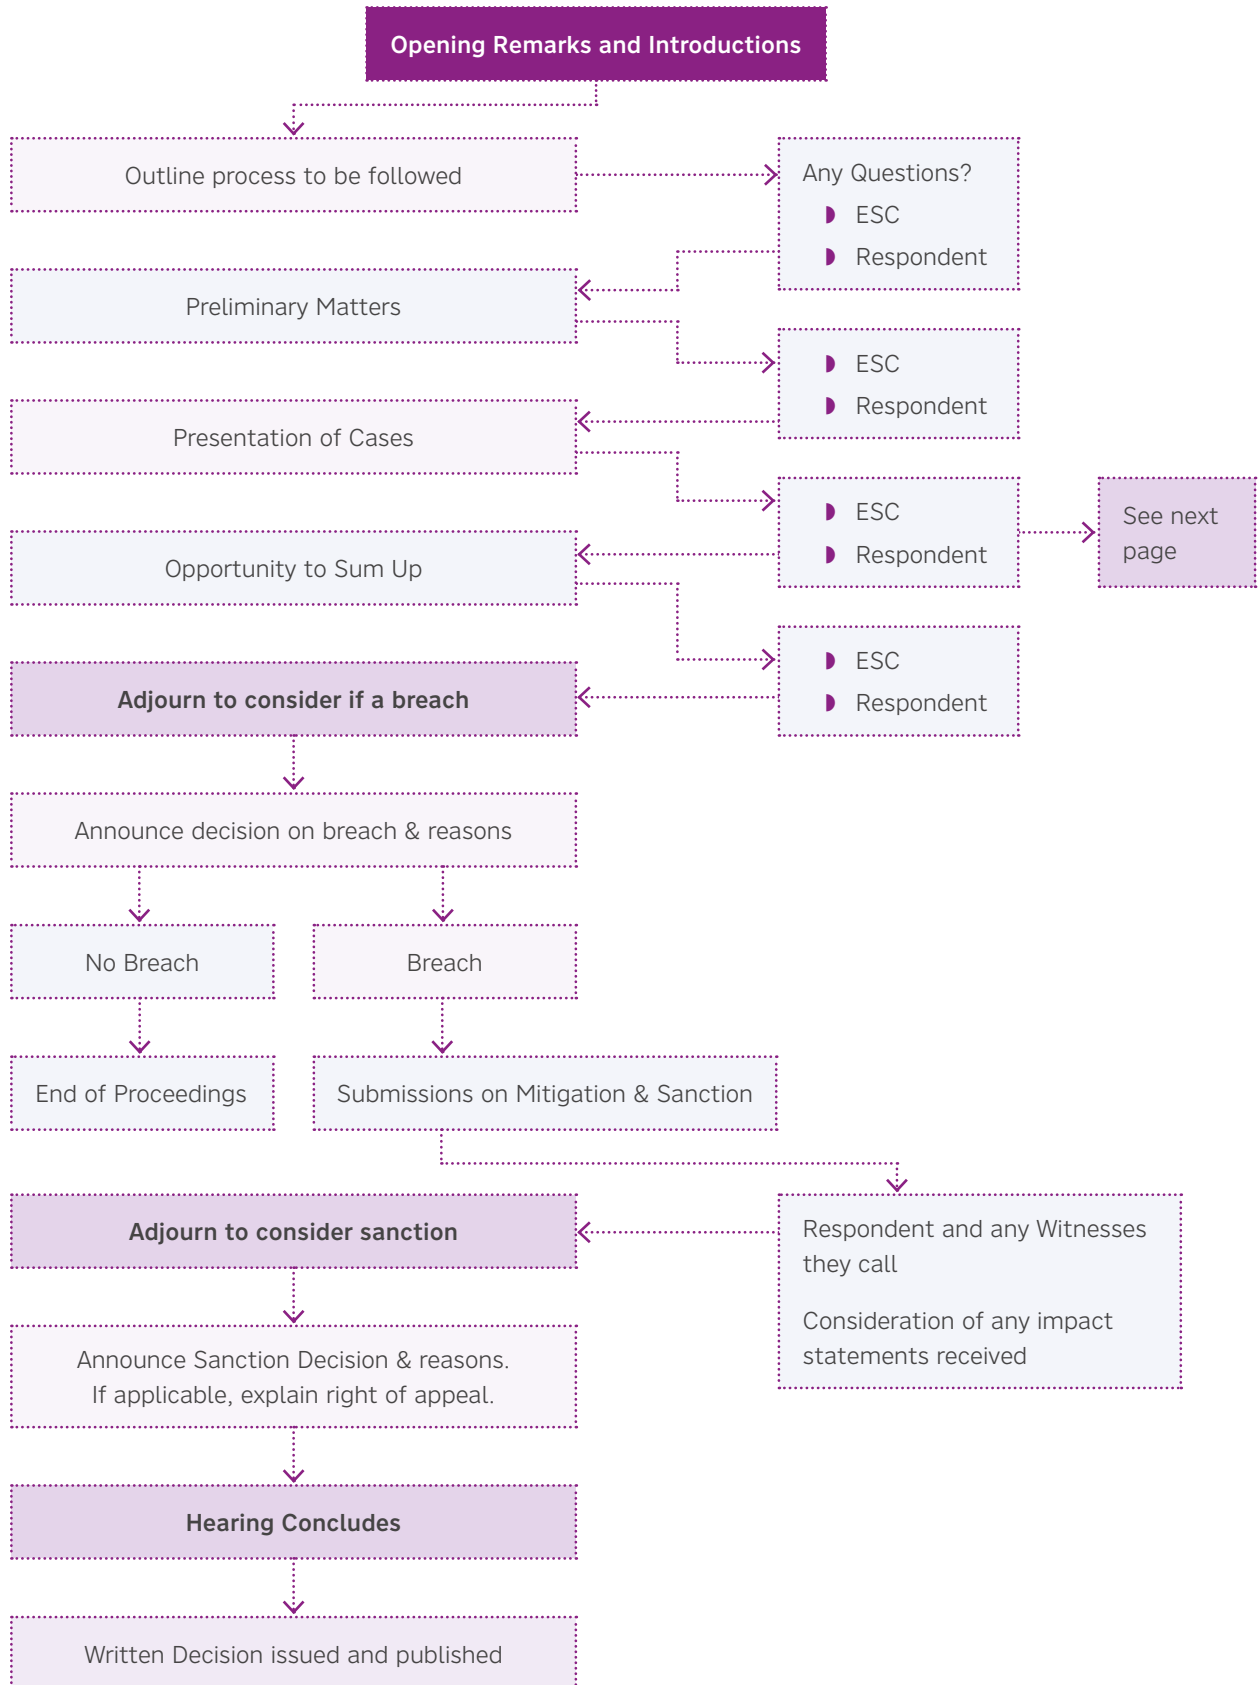 Opening Remarks and Introductions
Outline process to be followed
Any Questions?
ESC
Respondent
Preliminary Matters
ESC
Respondent
Presentation of Cases
ESC
Respondent
See next
page
Opportunity to Sum Up
ESC
Respondent
Adjourn to consider if a breach
Announce decision on breach & reasons
No Breach
Breach
End of Proceedings
Submissions on Mitigation & Sanction
Respondent and any Witnesses
they call
Consideration of any impact
statements received
Adjourn to consider sanction
Announce Sanction Decision & reasons.
If applicable, explain right of appeal.
Hearing Concludes
Written Decision issued and published